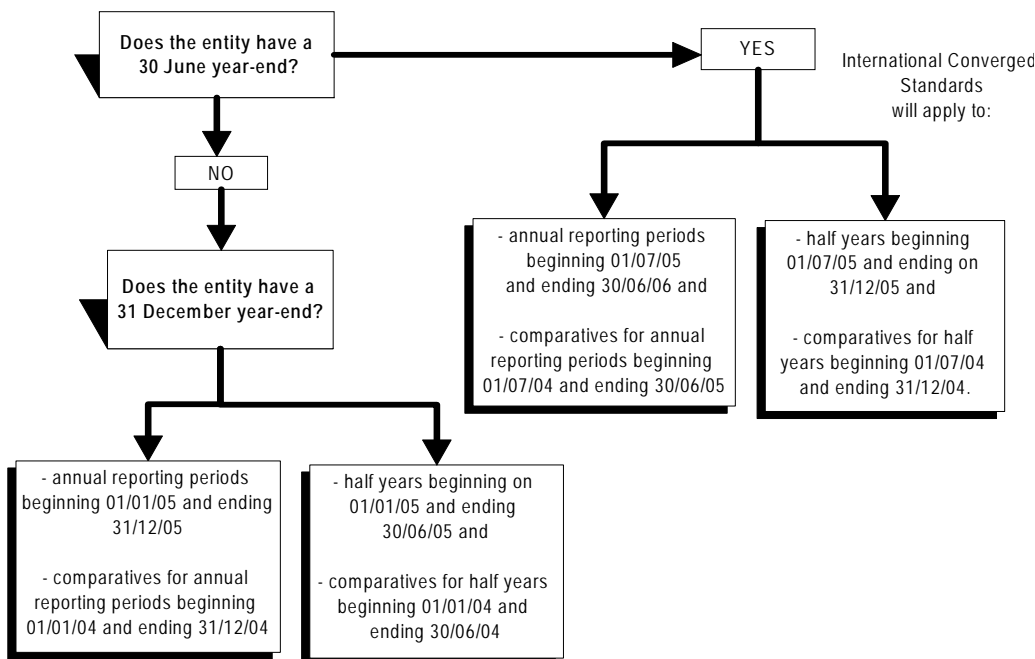 Does the entity have a
30 June year-end?
YES
International Converged
Standards
will apply to:
NO
- annual reporting periods
beginning 01/07/05
and ending 30/06/06 and
- comparatives for annual
reporting periods beginning
01/07/04 and ending 30/06/05
- half years beginning
01/07/05 and ending on
31/12/05 and
- comparatives for half
years beginning 01/07/04
and ending 31/12/04.
Does the entity have a
31 December year-end?
- annual reporting periods
beginning 01/01/05 and ending
31/12/05
- comparatives for annual
reporting periods beginning
01/01/04 and ending 31/12/04
- half years beginning on
01/01/05 and ending
30/06/05 and
- comparatives for half years
beginning 01/01/04 and
ending 30/06/04